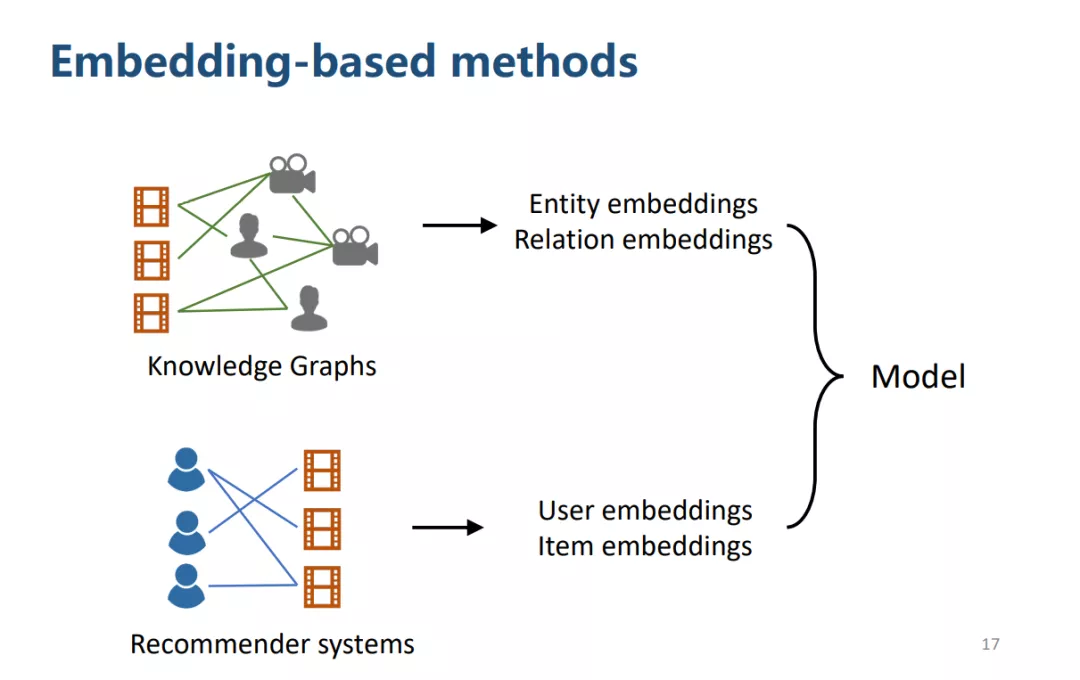 Embedding-based methods
Entity embeddings
Relation embeddings
Knowledge Graphs
Model
User embeddings
Item embeddings
Recommender systems
17